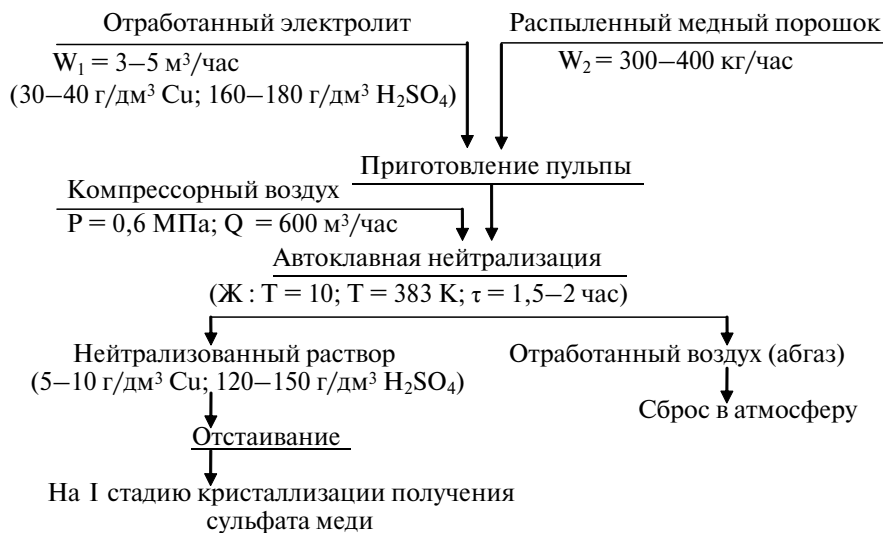 Отработанный электролит
W₁ = 3–5 м³/час
(30–40 г/дм³ Cu; 160–180 г/дм³ H₂SO₄)
Распыленный медный порошок
W₂ = 300–400 кг/час
Приготовление пульпы
Компрессорный воздух
P = 0,6 МПа; Q = 600 м³/час
Автоклавная нейтрализация
(Ж : Т = 10; T = 383 K; τ = 1,5–2 час)
Нейтрализованный раствор
(5–10 г/дм³ Cu; 120–150 г/дм³ H₂SO₄)
Отработанный воздух (абгаз)
Сброс в атмосферу
Отстаивание
На I стадию кристаллизации получения
сульфата меди